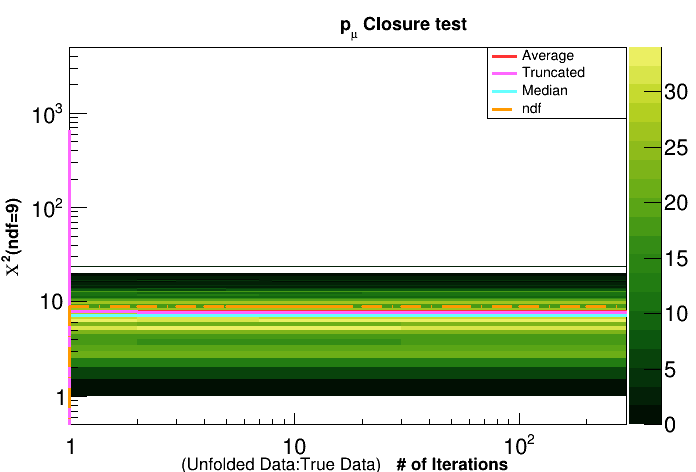 pμ Closure test
Average
Truncated
Median
ndf
10³
10²
10
1
χ²(ndf=9)
30
25
20
15
10
5
0
1
10
10²
(Unfolded Data:True Data) # of Iterations